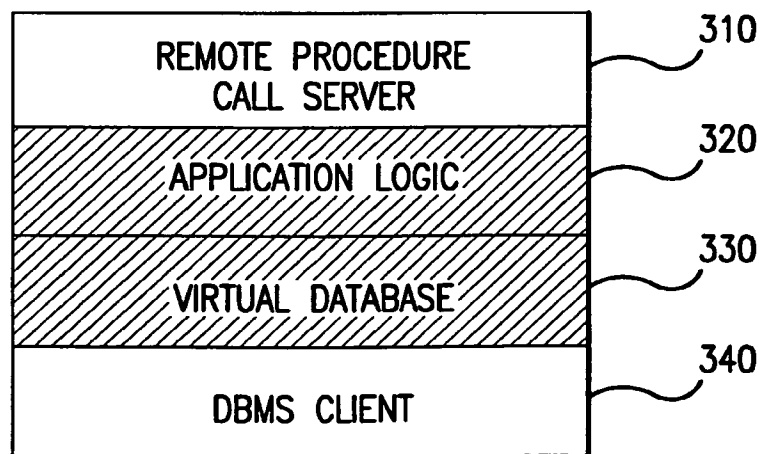 REMOTE PROCEDURE
CALL SERVER
310
APPLICATION LOGIC
320
VIRTUAL DATABASE
330
DBMS CLIENT
340